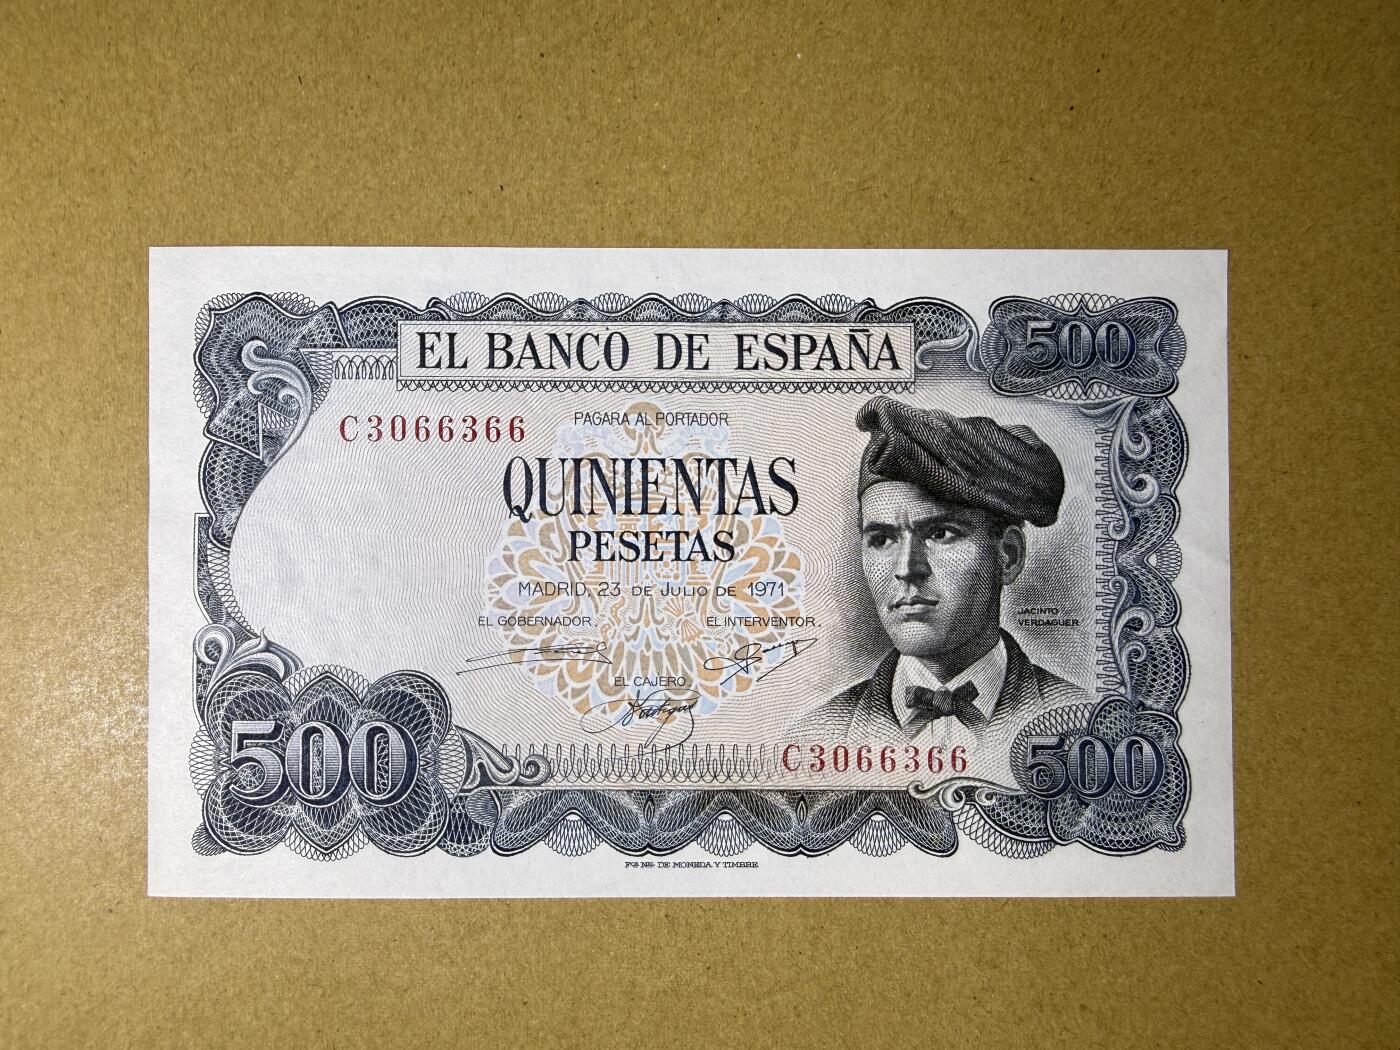 EL BANCO DE ESPAÑA
500
C3066366
PAGARA AL PORTADOR
QUINIENTAS
PESETAS
MADRID, 23 DE JULIO DE 1971
EL GOBERNADOR,
EL INTERVENTOR,
JACINTO
VERDAGUER
EL CAJERO,
500
C3066366
500
FCA NAL DE MONEDA Y TIMBRE